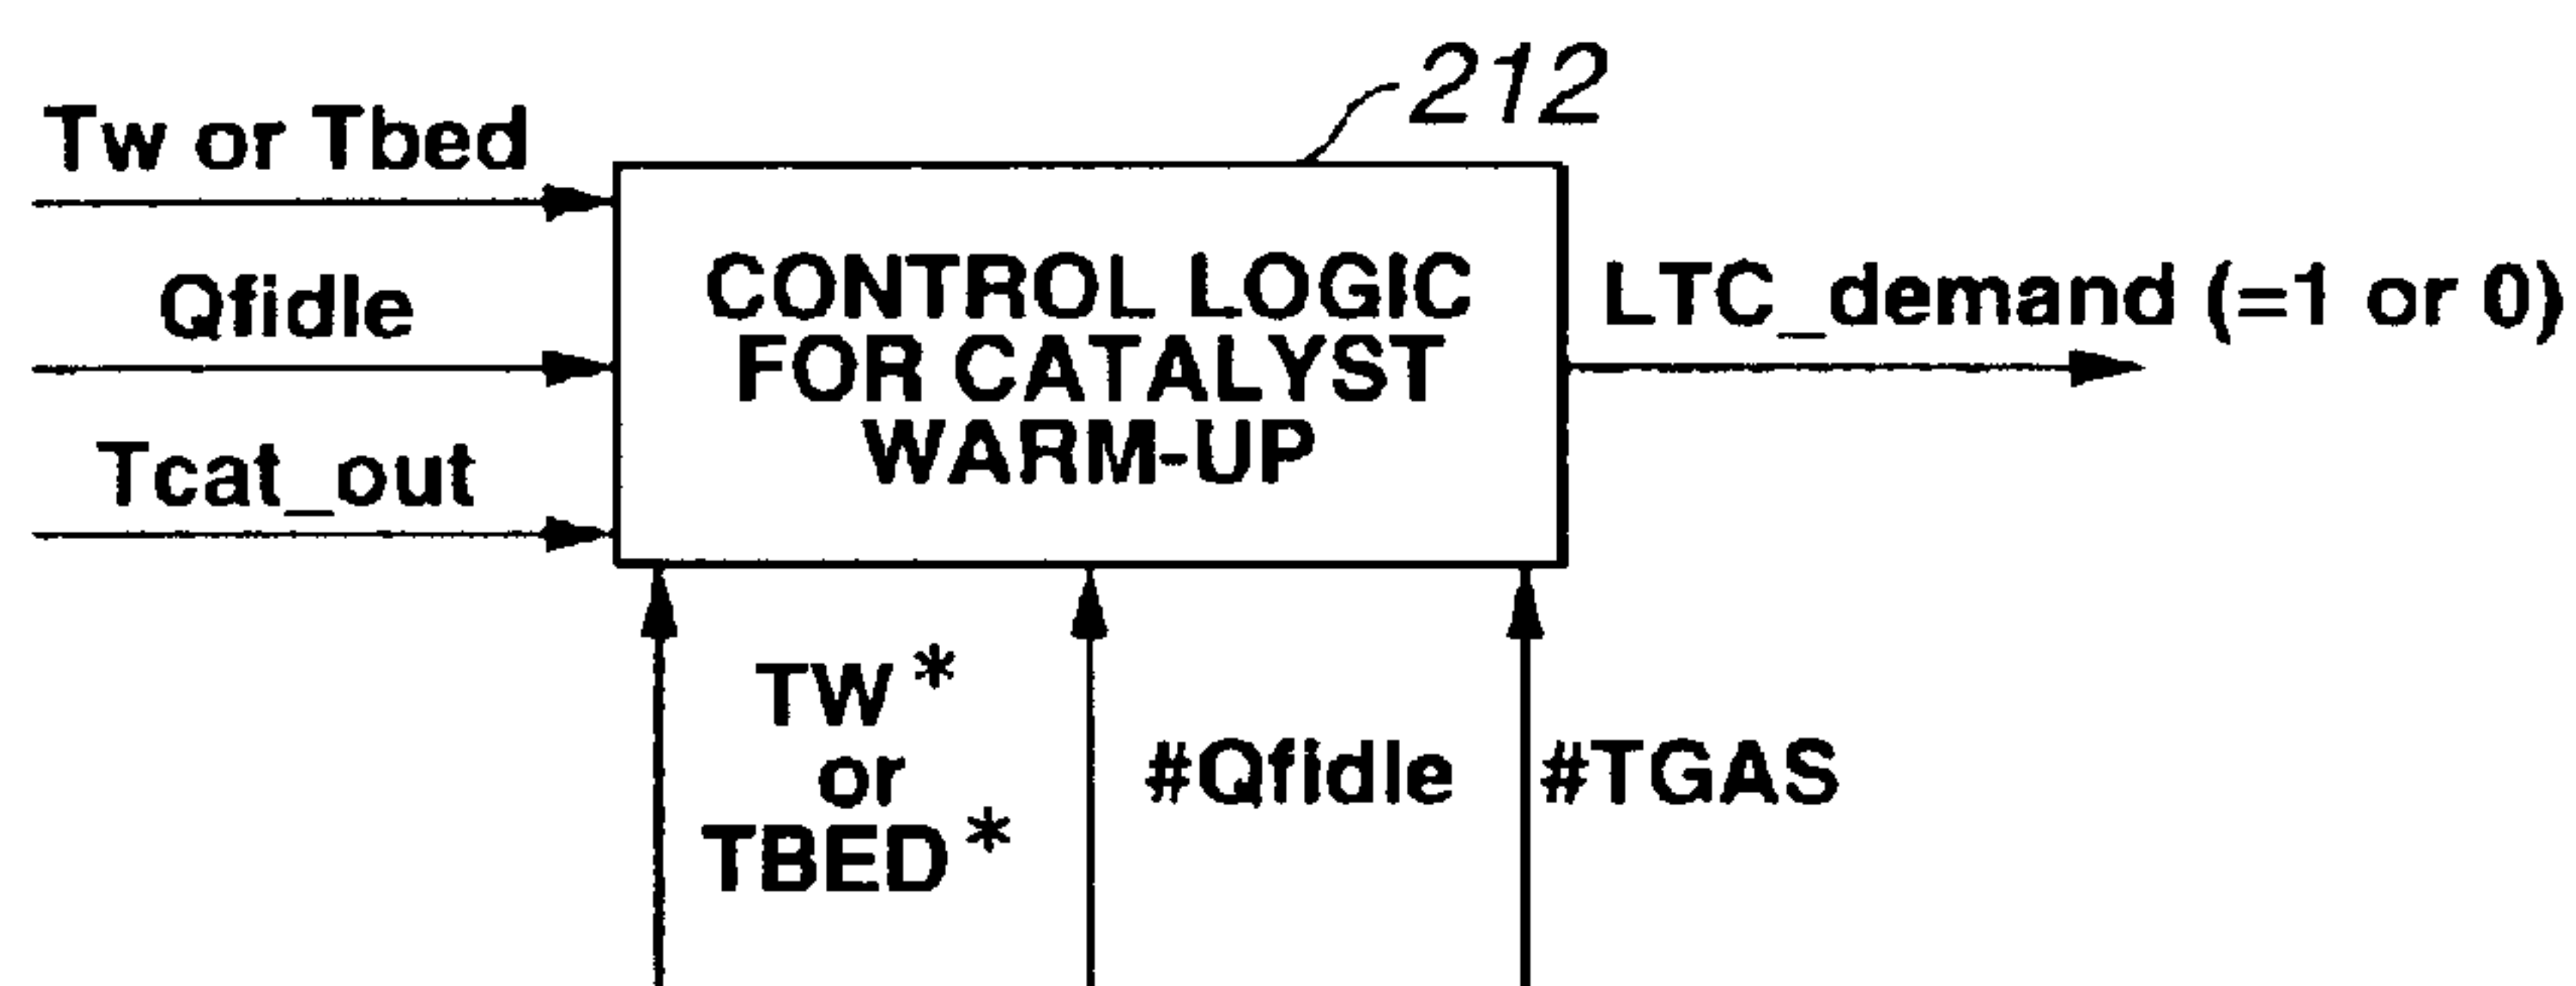 212
Tw or Tbed
Qfidle
Tcat_out
CONTROL LOGIC
FOR CATALYST
WARM-UP
LTC_demand (=1 or 0)
TW*
or
TBED*
#Qfidle
#TGAS